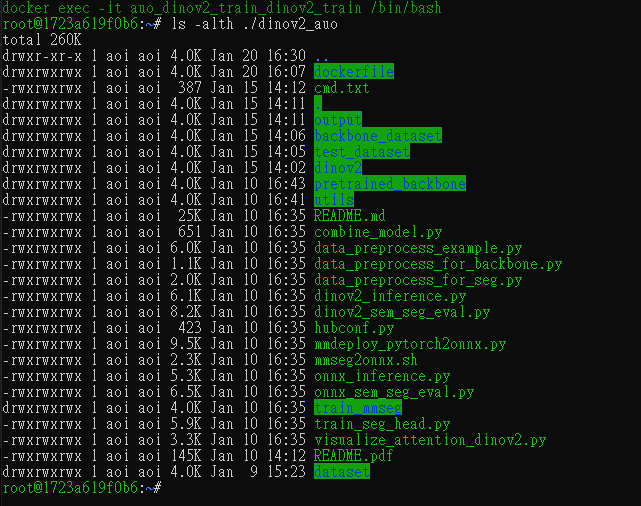 docker exec -it auo_dinov2_train_dinov2_train /bin/bash
root@1723a619f0b6:~# ls -alth ./dinov2_auo
total 260K
drwxr-xr-x 1 aoi aoi 4.0K Jan 20 16:30 ..
drwxrwxrwx 1 aoi aoi 4.0K Jan 20 16:07 dockerfile
-rwxrwxrwx 1 aoi aoi 387 Jan 15 14:12 cmd.txt
drwxrwxrwx 1 aoi aoi 4.0K Jan 15 14:11 .
drwxrwxrwx 1 aoi aoi 4.0K Jan 15 14:11 output
drwxrwxrwx 1 aoi aoi 4.0K Jan 15 14:06 backbone_dataset
drwxrwxrwx 1 aoi aoi 4.0K Jan 15 14:05 test_dataset
drwxrwxrwx 1 aoi aoi 4.0K Jan 15 14:02 dinov2
drwxrwxrwx 1 aoi aoi 4.0K Jan 10 16:43 pretrained_backbone
drwxrwxrwx 1 aoi aoi 4.0K Jan 10 16:41 utils
-rwxrwxrwx 1 aoi aoi 25K Jan 10 16:35 README.md
-rwxrwxrwx 1 aoi aoi 651 Jan 10 16:35 combine_model.py
-rwxrwxrwx 1 aoi aoi 6.0K Jan 10 16:35 data_preprocess_example.py
-rwxrwxrwx 1 aoi aoi 1.1K Jan 10 16:35 data_preprocess_for_backbone.py
-rwxrwxrwx 1 aoi aoi 2.0K Jan 10 16:35 data_preprocess_for_seg.py
-rwxrwxrwx 1 aoi aoi 6.1K Jan 10 16:35 dinov2_inference.py
-rwxrwxrwx 1 aoi aoi 8.2K Jan 10 16:35 dinov2_sem_seg_eval.py
-rwxrwxrwx 1 aoi aoi 423 Jan 10 16:35 hubconf.py
-rwxrwxrwx 1 aoi aoi 9.5K Jan 10 16:35 mmdeploy_pytorch2onnx.py
-rwxrwxrwx 1 aoi aoi 2.3K Jan 10 16:35 mmseg2onnx.sh
-rwxrwxrwx 1 aoi aoi 5.3K Jan 10 16:35 onnx_inference.py
-rwxrwxrwx 1 aoi aoi 6.5K Jan 10 16:35 onnx_sem_seg_eval.py
drwxrwxrwx 1 aoi aoi 4.0K Jan 10 16:35 train_mmseg
-rwxrwxrwx 1 aoi aoi 5.9K Jan 10 16:35 train_seg_head.py
-rwxrwxrwx 1 aoi aoi 3.3K Jan 10 16:35 visualize_attention_dinov2.py
-rwxrwxrwx 1 aoi aoi 145K Jan 10 14:12 README.pdf
drwxrwxrwx 1 aoi aoi 4.0K Jan 9 15:23 dataset
root@1723a619f0b6:~#